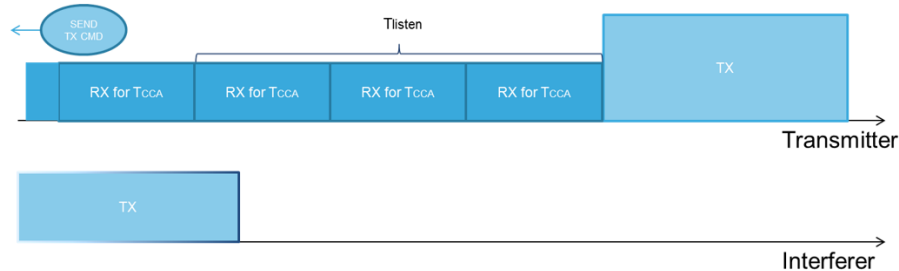 SEND
TX CMD
Tlisten
RX for TCCA
RX for TCCA
RX for TCCA
RX for TCCA
TX
Transmitter
TX
Interferer